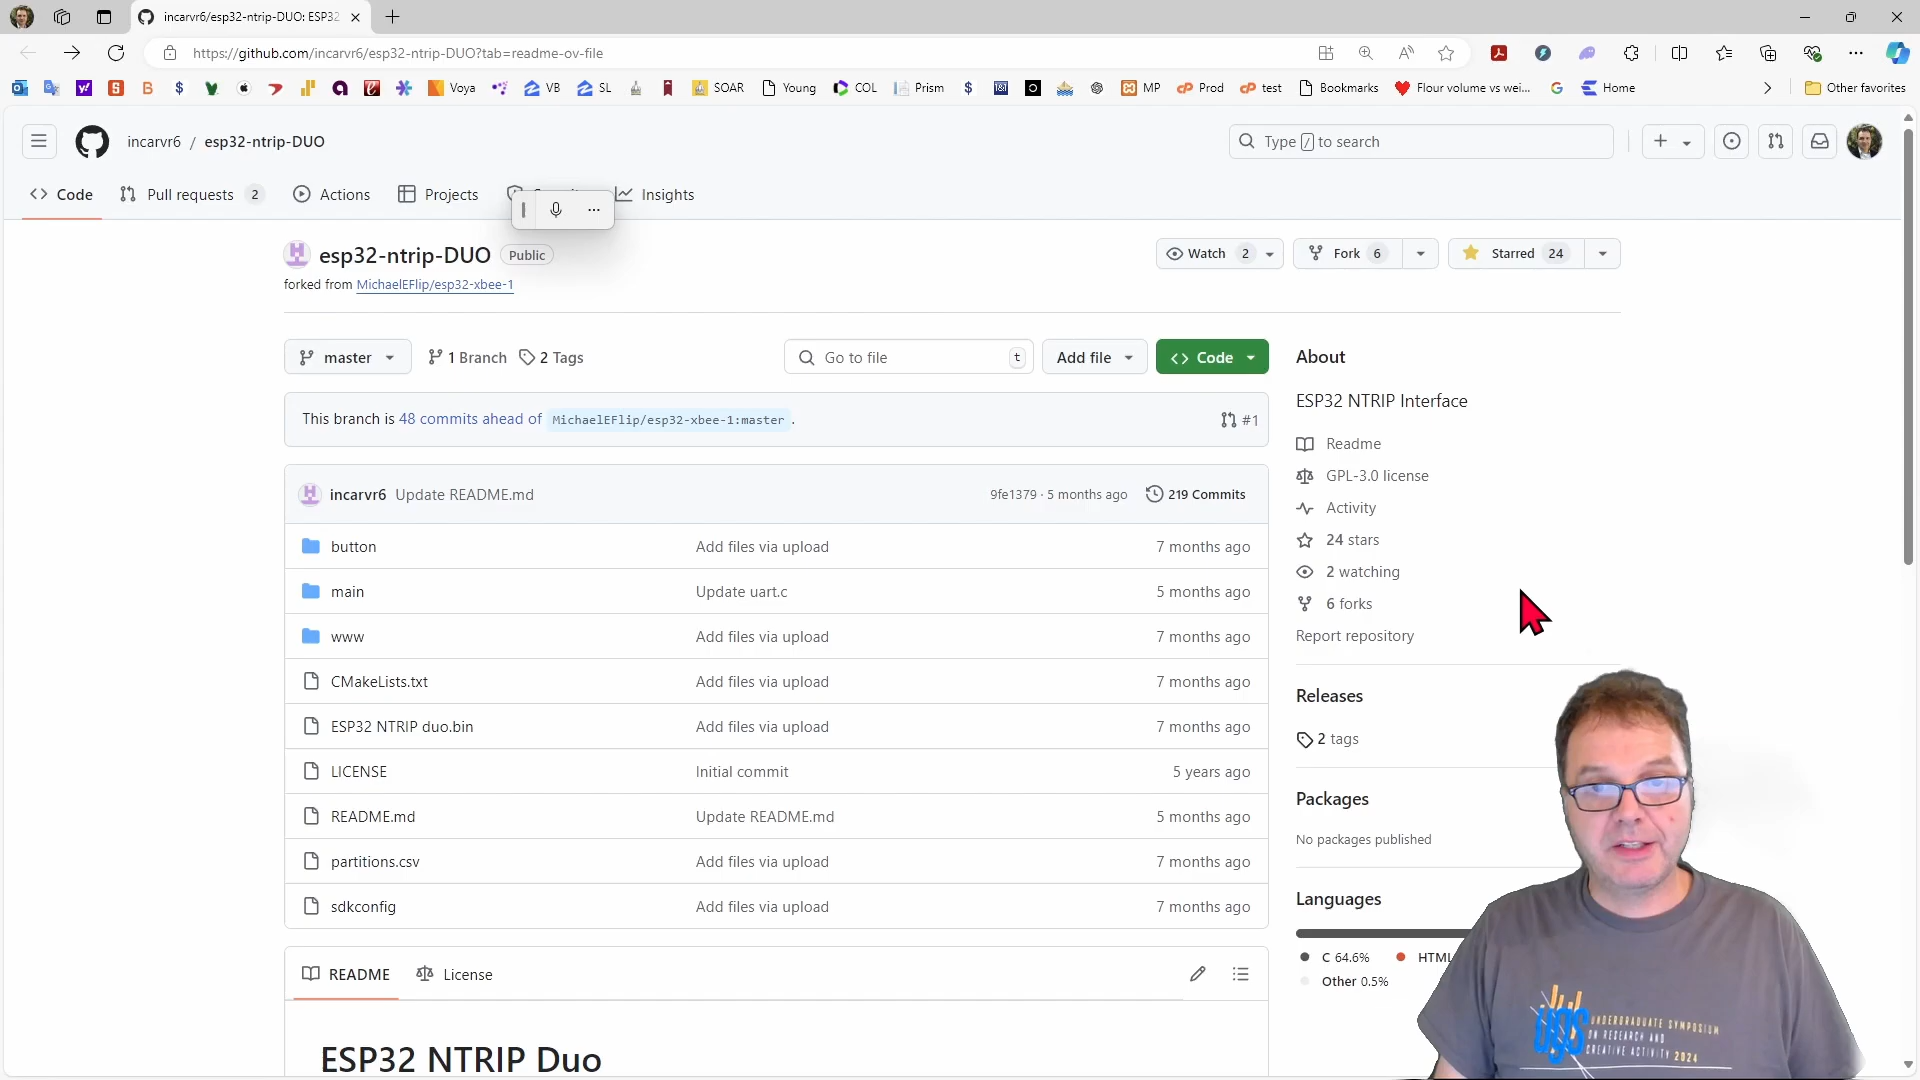 incarvr6/esp32-ntrip-DUO: ESP32
https://github.com/incarvr6/esp32-ntrip-DUO?tab=readme-ov-file
Voya
VB
SL
SOAR
Young
COL
Prism
MP
Prod
test
Bookmarks
Flour volume vs wei...
Home
Other favorites
incarvr6 / esp32-ntrip-DUO
Type / to search
Code
Pull requests 2
Actions
Projects
Insights
esp32-ntrip-DUO Public
forked from MichaelEFlip/esp32-xbee-1
Watch 2
Fork 6
Starred 24
master
1 Branch
2 Tags
Go to file t
Add file
Code
This branch is 48 commits ahead of MichaelEFlip/esp32-xbee-1:master .
#1
incarvr6 Update README.md 9fe1379 · 5 months ago 219 Commits
button Add files via upload 7 months ago
main Update uart.c 5 months ago
www Add files via upload 7 months ago
CMakeLists.txt Add files via upload 7 months ago
ESP32 NTRIP duo.bin Add files via upload 7 months ago
LICENSE Initial commit 5 years ago
README.md Update README.md 5 months ago
partitions.csv Add files via upload 7 months ago
sdkconfig Add files via upload 7 months ago
README
License
ESP32 NTRIP Duo
About
ESP32 NTRIP Interface
Readme
GPL-3.0 license
Activity
24 stars
2 watching
6 forks
Report repository
Releases
2 tags
Packages
No packages published
Languages
C 64.6% HTML
Other 0.5%
ugs
UNDERGRADUATE SYMPOSIUM
ON RESEARCH AND
CREATIVE ACTIVITY 2024